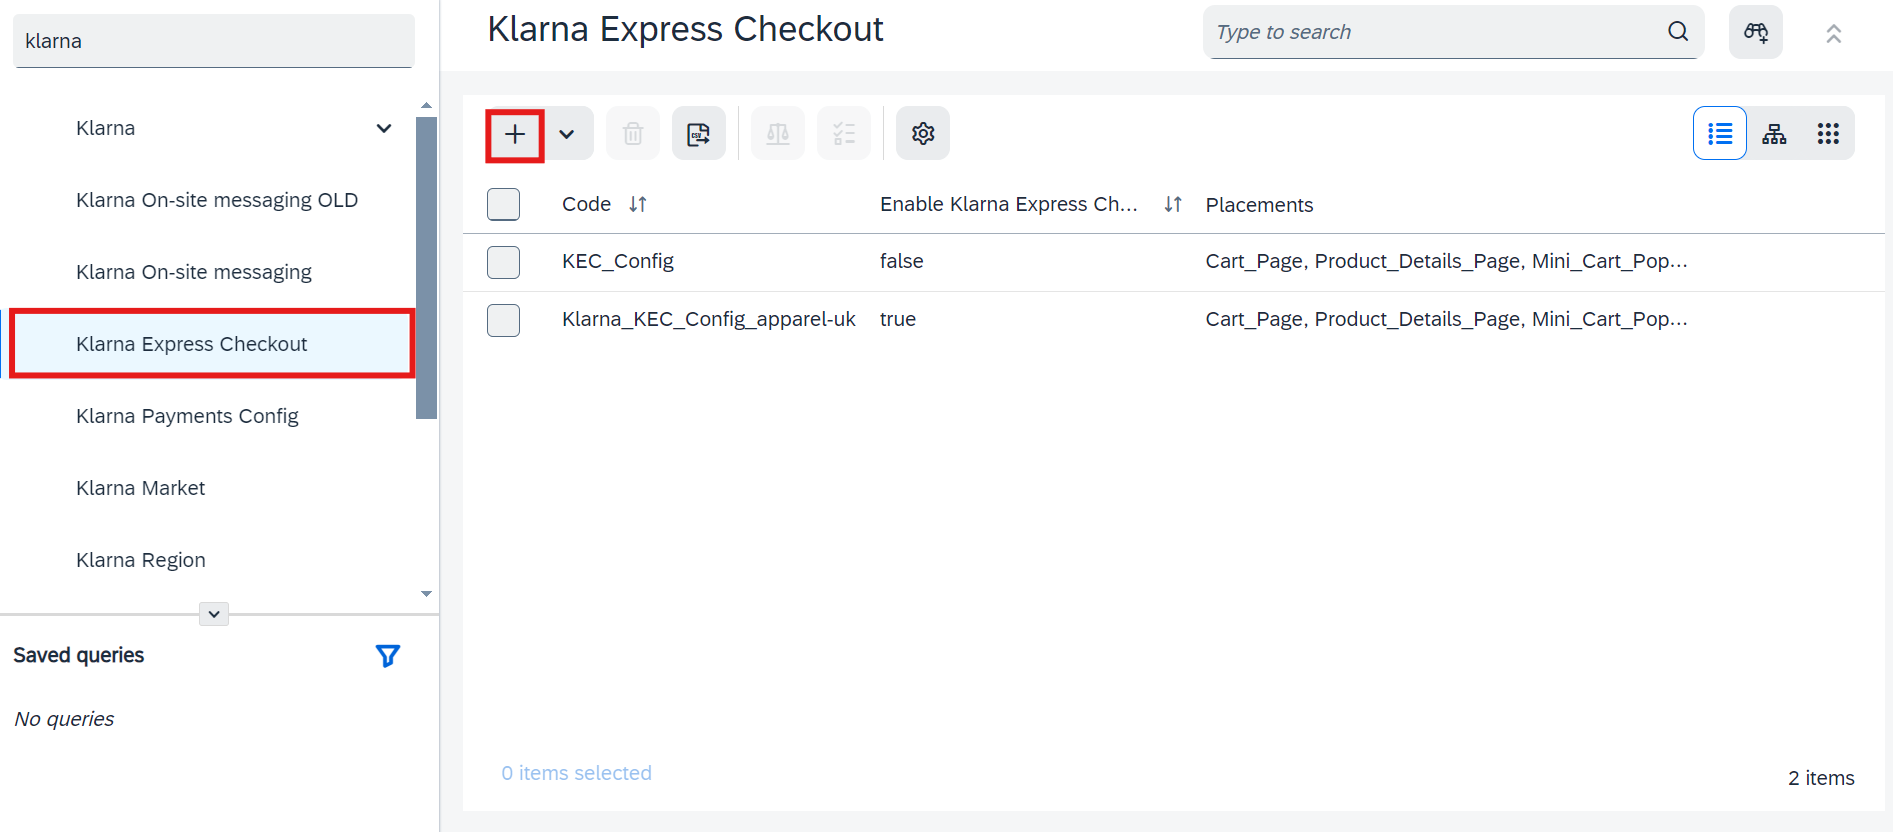 klarna
Klarna
Klarna On-site messaging OLD
Klarna On-site messaging
Klarna Express Checkout
Klarna Payments Config
Klarna Market
Klarna Region
Saved queries
No queries
Klarna Express Checkout
Type to search
CSV
Code Enable Klarna Express Ch... Placements
KEC_Config false Cart_Page, Product_Details_Page, Mini_Cart_Pop...
Klarna_KEC_Config_apparel-uk true Cart_Page, Product_Details_Page, Mini_Cart_Pop...
0 items selected
2 items